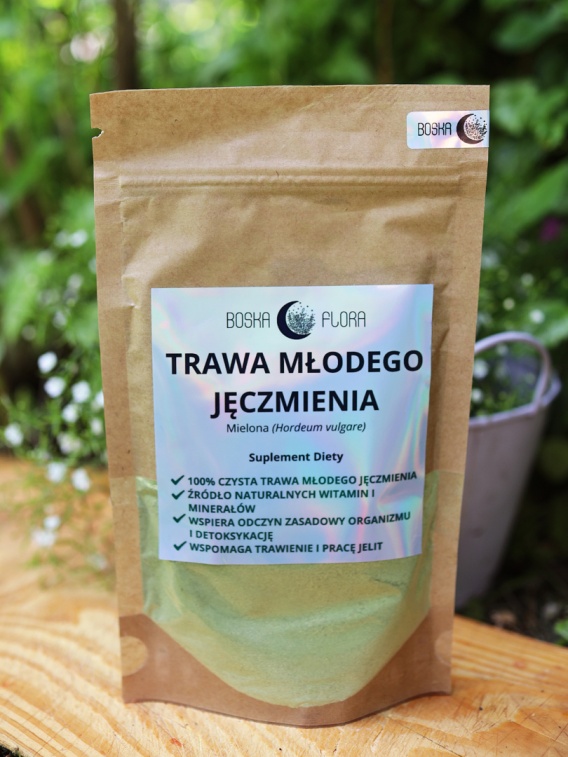 BOSKA
BOSKA FLORA
TRAWA MŁODEGO
JĘCZMIENIA
Mielona (Hordeum vulgare)
Suplement Diety
100% CZYSTA TRAWA MŁODEGO JĘCZMIENIA
ŹRÓDŁO NATURALNYCH WITAMIN I
MINERAŁÓW
WSPIERA ODCZYN ZASADOWY ORGANIZMU
I DETOKSYKACJĘ
WSPOMAGA TRAWIENIE I PRACĘ JELIT